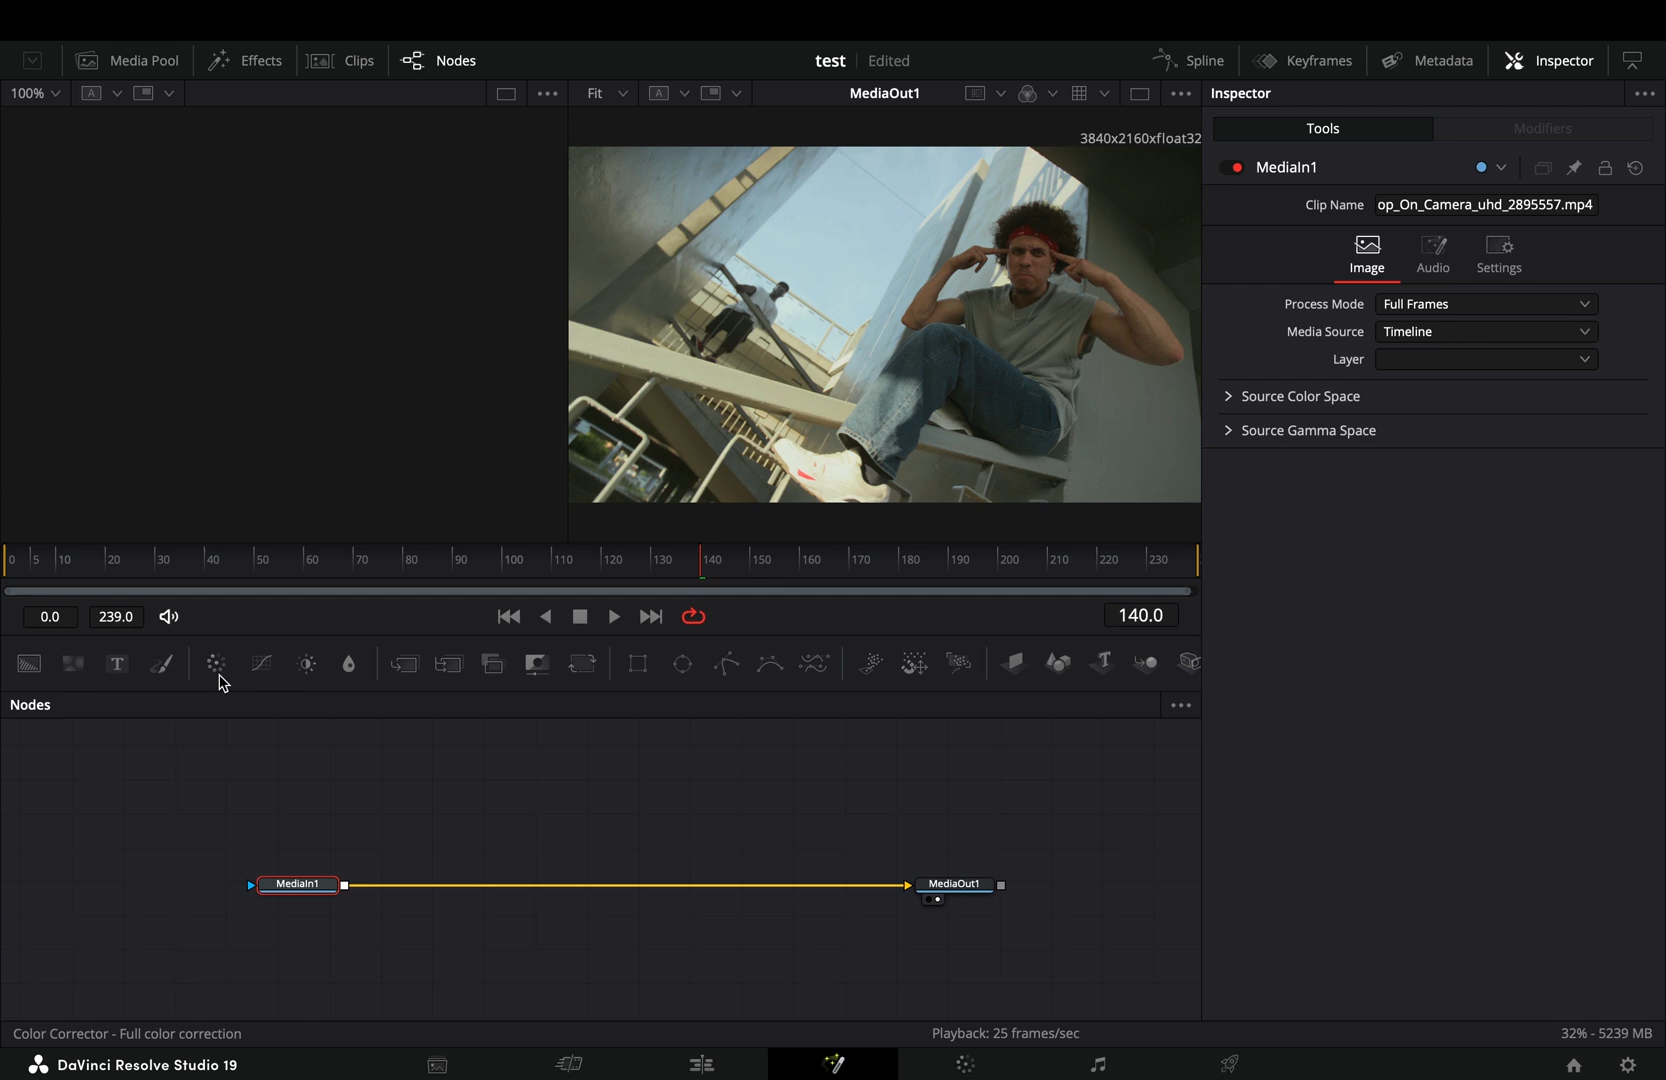 Media Pool Effects Clips Nodes test Edited Spline Keyframes Metadata Inspector
100% A Fit A MediaOut1 Inspector
3840x2160xfloat32
Tools Modifiers
MediaIn1
Clip Name op_On_Camera_uhd_2895557.mp4
Image Audio Settings
Process Mode Full Frames
Media Source Timeline
Layer
Source Color Space
Source Gamma Space
0 5 10 20 30 40 50 60 70 80 90 100 110 120 130 140 150 160 170 180 190 200 210 220 230
0.0 239.0 140.0
T T
Nodes
MediaIn1 MediaOut1
Color Corrector - Full color correction Playback: 25 frames/sec 32% - 5239 MB
DaVinci Resolve Studio 19